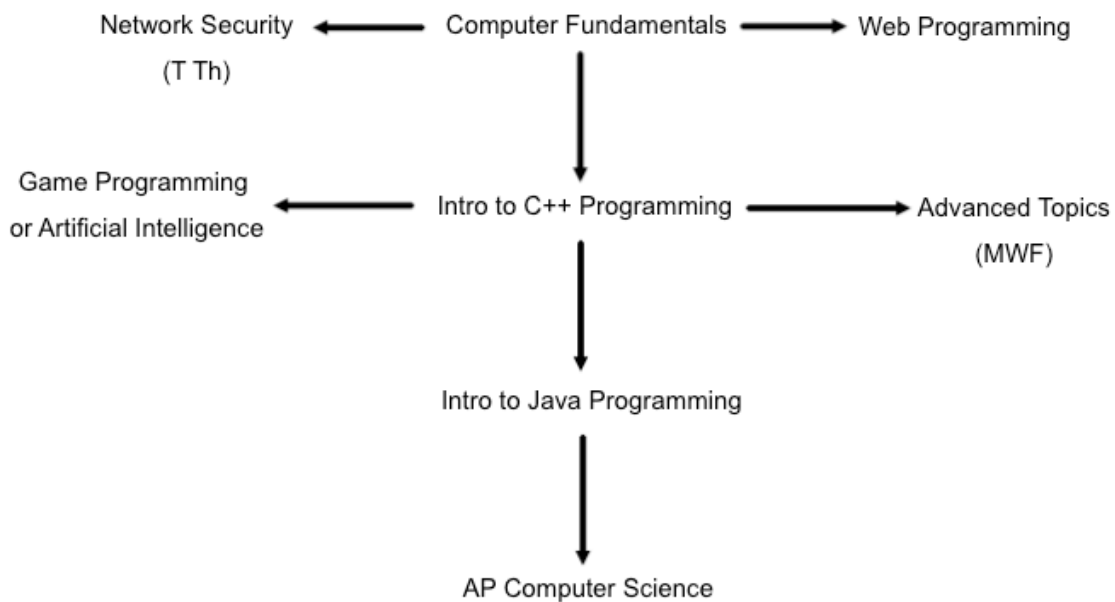 Network Security
(T Th)
Computer Fundamentals
Web Programming
Game Programming
or Artificial Intelligence
Intro to C++ Programming
Advanced Topics
(MWF)
Intro to Java Programming
AP Computer Science